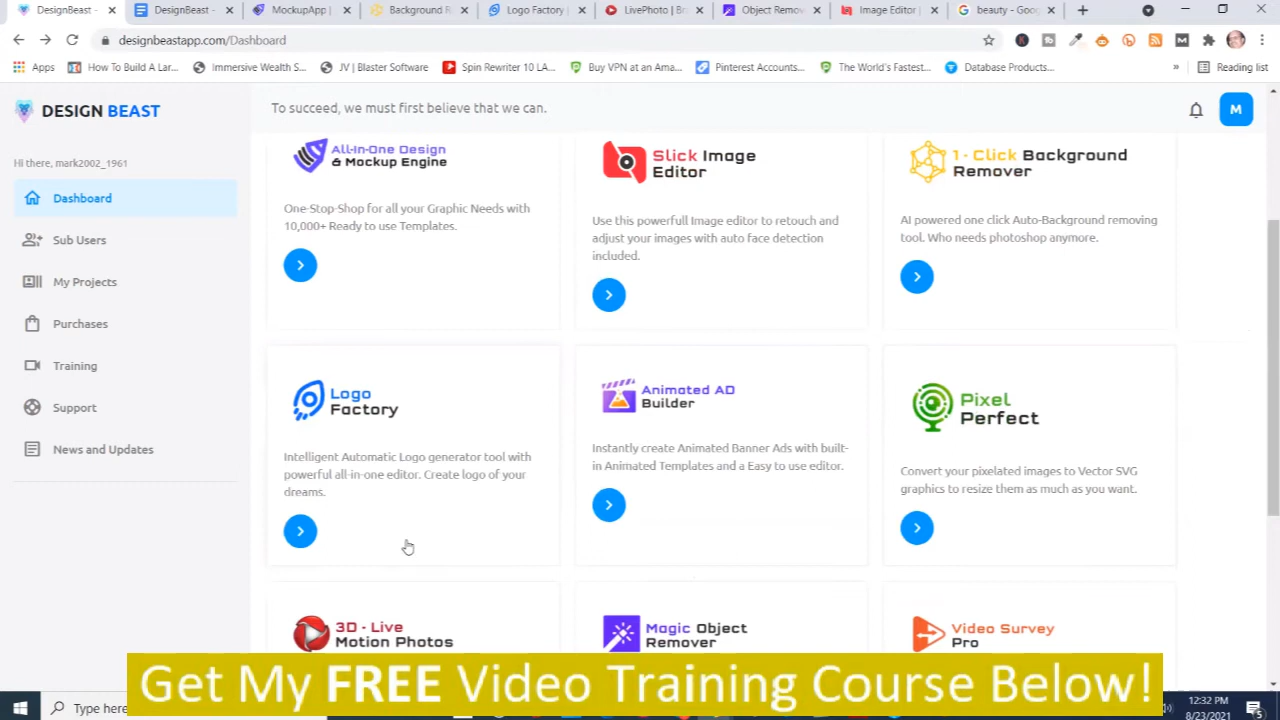 DesignBeast -
DesignBeast -
MockupApp |
Background R
Logo Factory |
LivePhoto | B
Object Remov
Image Editor |
beauty - Goog
designbeastapp.com/Dashboard
Apps
How To Build A Lar...
Immersive Wealth S...
JV | Blaster Software
Spin Rewriter 10 LA...
Buy VPN at an Ama...
Pinterest Accounts...
The World's Fastest...
Database Products...
»
Reading list
DESIGN BEAST
To succeed, we must first believe that we can.
M
Hi there, mark2002_1961
Dashboard
Sub Users
My Projects
Purchases
Training
Support
News and Updates
All-In-One Design
& Mockup Engine
One-Stop-Shop for all your Graphic Needs with
10,000+ Ready to use Templates.
Slick Image
Editor
Use this powerfull Image editor to retouch and
adjust your images with auto face detection
included.
1 - Click Background
Remover
AI powered one click Auto-Background removing
tool. Who needs photoshop anymore.
Logo
Factory
Intelligent Automatic Logo generator tool with
powerful all-in-one editor. Create logo of your
dreams.
Animated AD
Builder
Instantly create Animated Banner Ads with built-
in Animated Templates and a Easy to use editor.
Pixel
Perfect
Convert your pixelated images to Vector SVG
graphics to resize them as much as you want.
3D - Live
Motion Photos
Magic Object
Remover
Video Survey
Pro
Get My FREE Video Training Course Below!
Type here
12:32 PM
8/23/2021
5